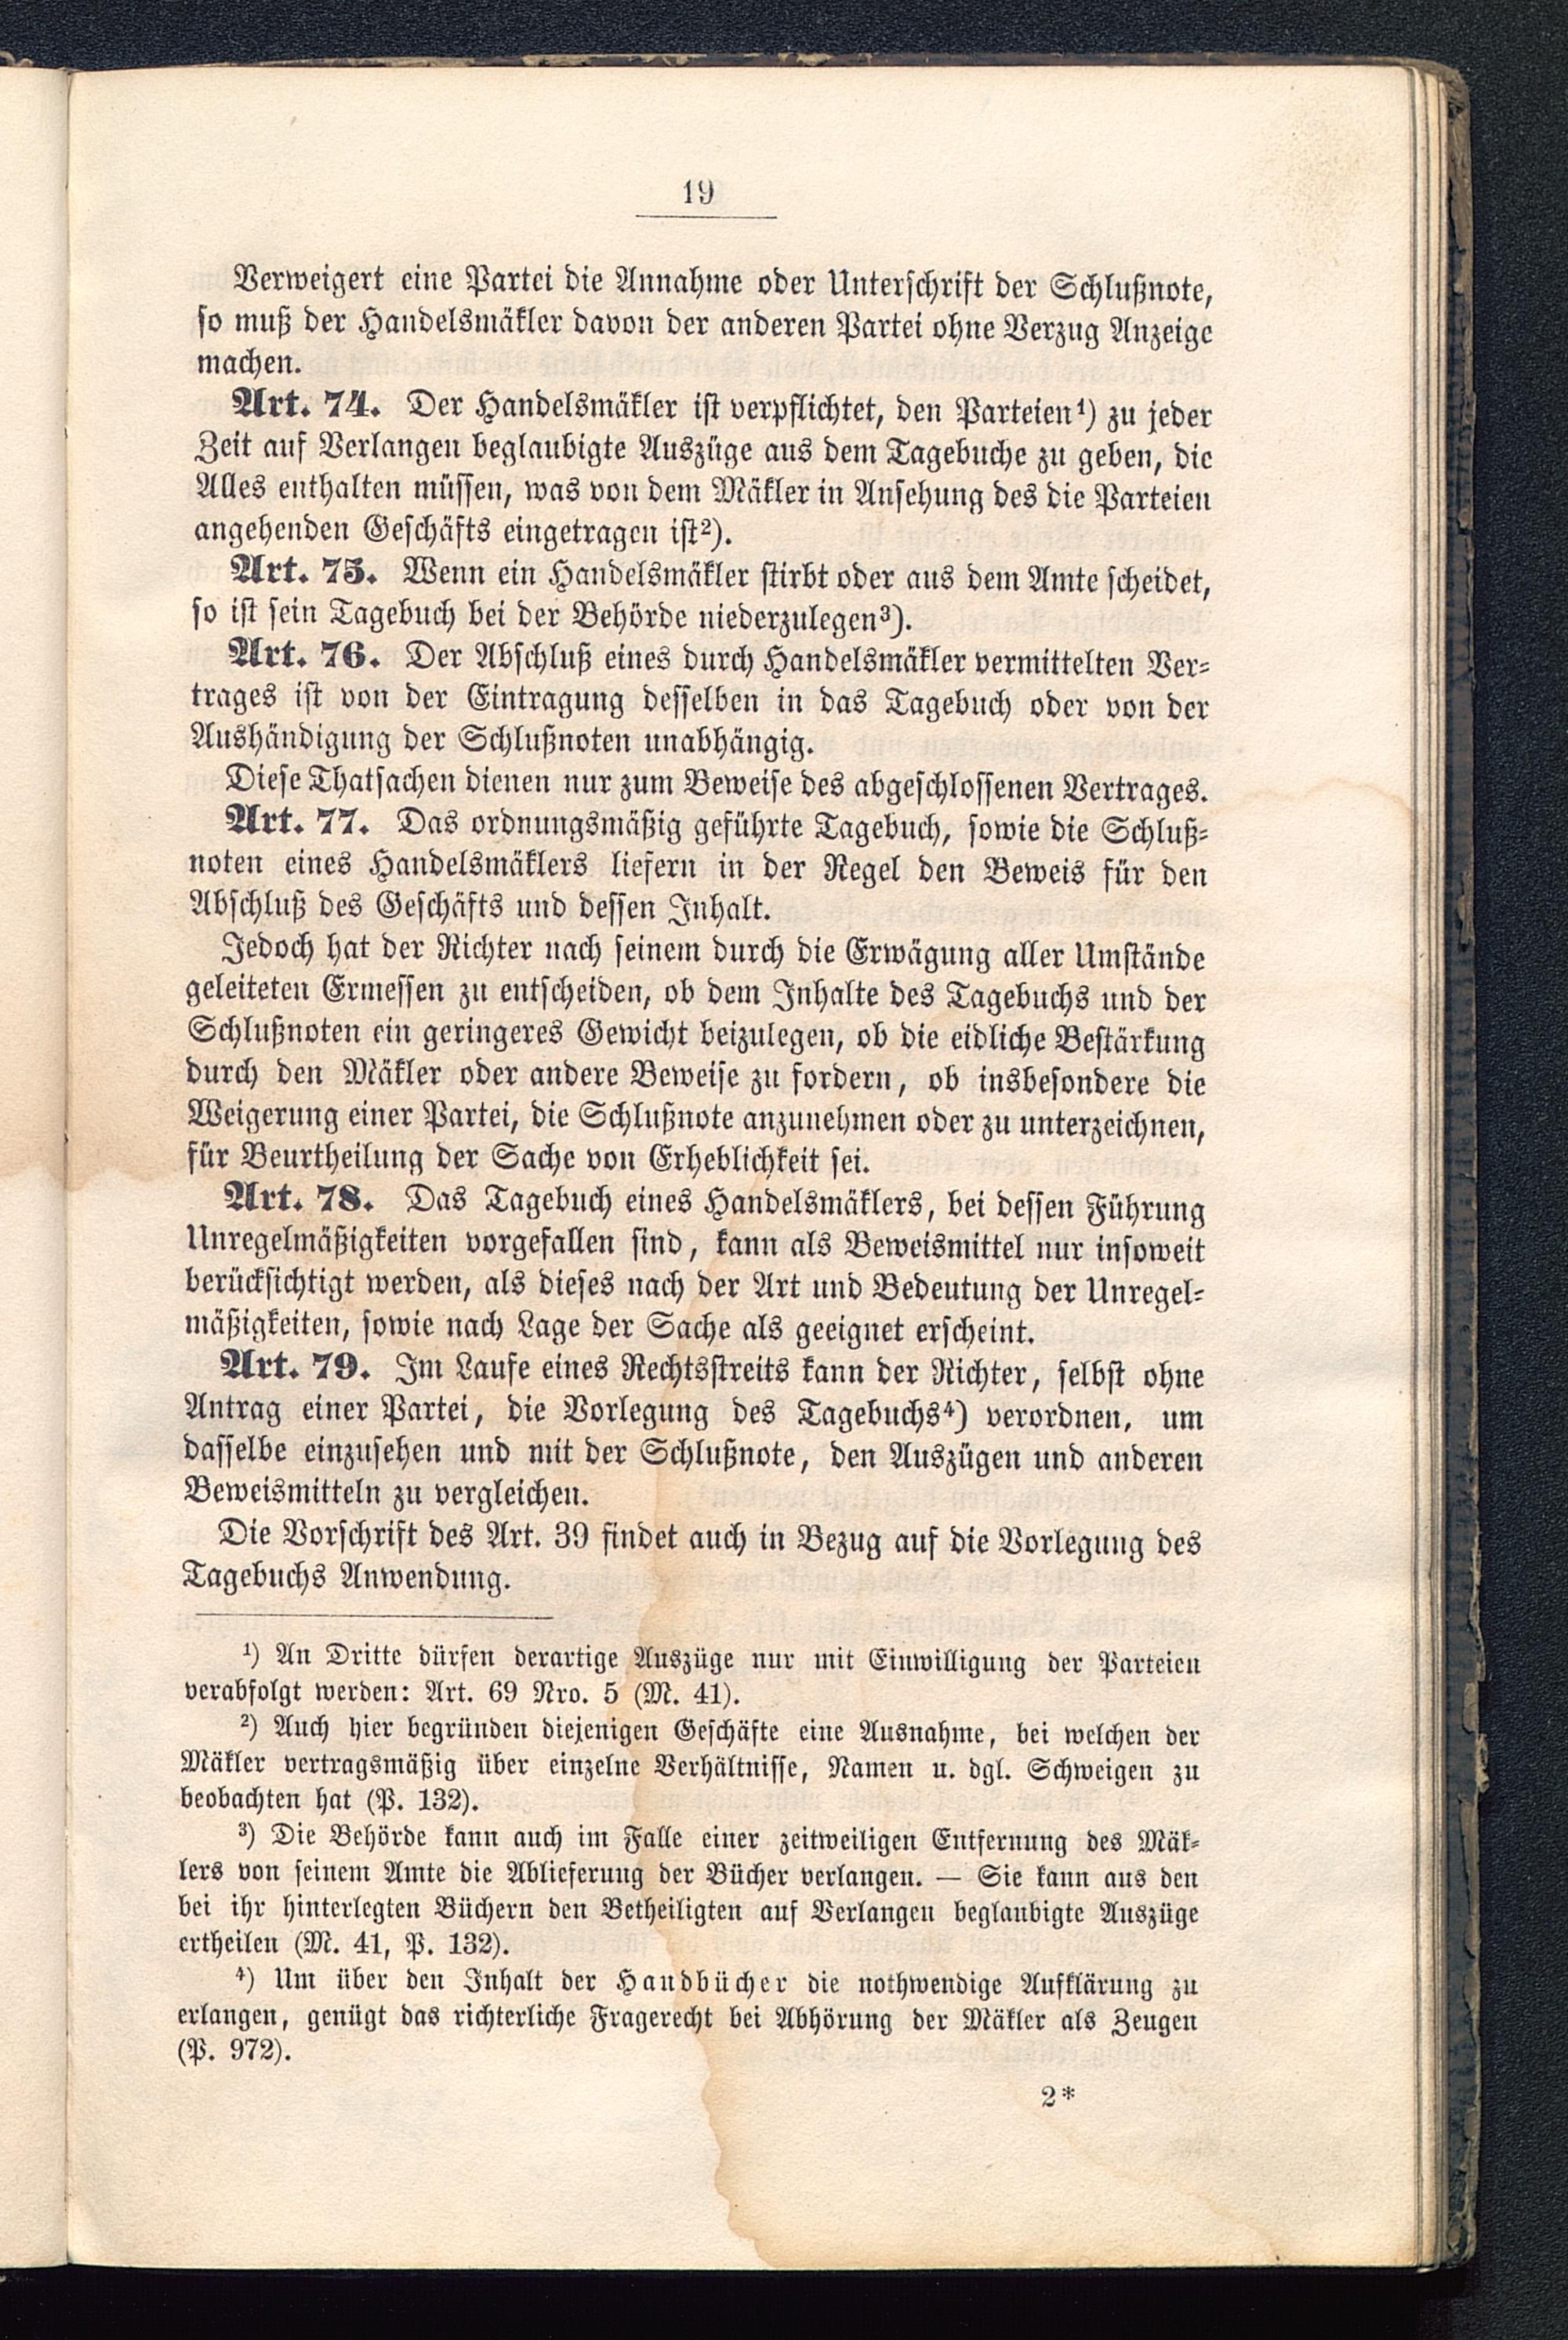 19
Verweigert eine Partei die Annahme oder Unterschrift der Schlußnote,
so muß der Handelsmäkler davon der anderen Partei ohne Verzug Anzeige
machen.
Art. 74. Der Handelsmäkler ist verpflichtet, den Parteien¹) zu jeder
Zeit auf Verlangen beglaubigte Auszüge aus dem Tagebuche zu geben, die
Alles enthalten müssen, was von dem Mäkler in Ansehung des die Parteien
angehenden Geschäfts eingetragen ist²).
Art. 75. Wenn ein Handelsmäkler stirbt oder aus dem Amte scheidet,
so ist sein Tagebuch bei der Behörde niederzulegen³).
Art. 76. Der Abschluß eines durch Handelsmäkler vermittelten Ver-
trages ist von der Eintragung desselben in das Tagebuch oder von der
Aushändigung der Schlußnoten unabhängig.
Diese Thatsachen dienen nur zum Beweise des abgeschlossenen Vertrages.
Art. 77. Das ordnungsmäßig geführte Tagebuch, sowie die Schluß-
noten eines Handelsmäklers liefern in der Regel den Beweis für den
Abschluß des Geschäfts und dessen Inhalt.
Jedoch hat der Richter nach seinem durch die Erwägung aller Umstände
geleiteten Ermessen zu entscheiden, ob dem Inhalte des Tagebuchs und der
Schlußnoten ein geringeres Gewicht beizulegen, ob die eidliche Bestärkung
durch den Mäkler oder andere Beweise zu fordern, ob insbesondere die
Weigerung einer Partei, die Schlußnote anzunehmen oder zu unterzeichnen,
für Beurtheilung der Sache von Erheblichkeit sei.
Art. 78. Das Tagebuch eines Handelsmäklers, bei dessen Führung
Unregelmäßigkeiten vorgefallen sind, kann als Beweismittel nur insoweit
berücksichtigt werden, als dieses nach der Art und Bedeutung der Unregel-
mäßigkeiten, sowie nach Lage der Sache als geeignet erscheint.
Art. 79. Im Laufe eines Rechtsstreits kann der Richter, selbst ohne
Antrag einer Partei, die Vorlegung des Tagebuchs⁴) verordnen, um
dasselbe einzusehen und mit der Schlußnote, den Auszügen und anderen
Beweismitteln zu vergleichen.
Die Vorschrift des Art. 39 findet auch in Bezug auf die Vorlegung des
Tagebuchs Anwendung.
¹) An Dritte dürfen derartige Auszüge nur mit Einwilligung der Parteien
verabfolgt werden: Art. 69 Nro. 5 (M. 41).
²) Auch hier begründen diejenigen Geschäfte eine Ausnahme, bei welchen der
Mäkler vertragsmäßig über einzelne Verhältnisse, Namen u. dgl. Schweigen zu
beobachten hat (P. 132).
³) Die Behörde kann auch im Falle einer zeitweiligen Entfernung des Mäk-
lers von seinem Amte die Ablieferung der Bücher verlangen. — Sie kann aus den
bei ihr hinterlegten Büchern den Betheiligten auf Verlangen beglaubigte Auszüge
ertheilen (M. 41, P. 132).
⁴) Um über den Inhalt der Handbücher die nothwendige Aufklärung zu
erlangen, genügt das richterliche Fragerecht bei Abhörung der Mäkler als Zeugen
(P. 972).
2*